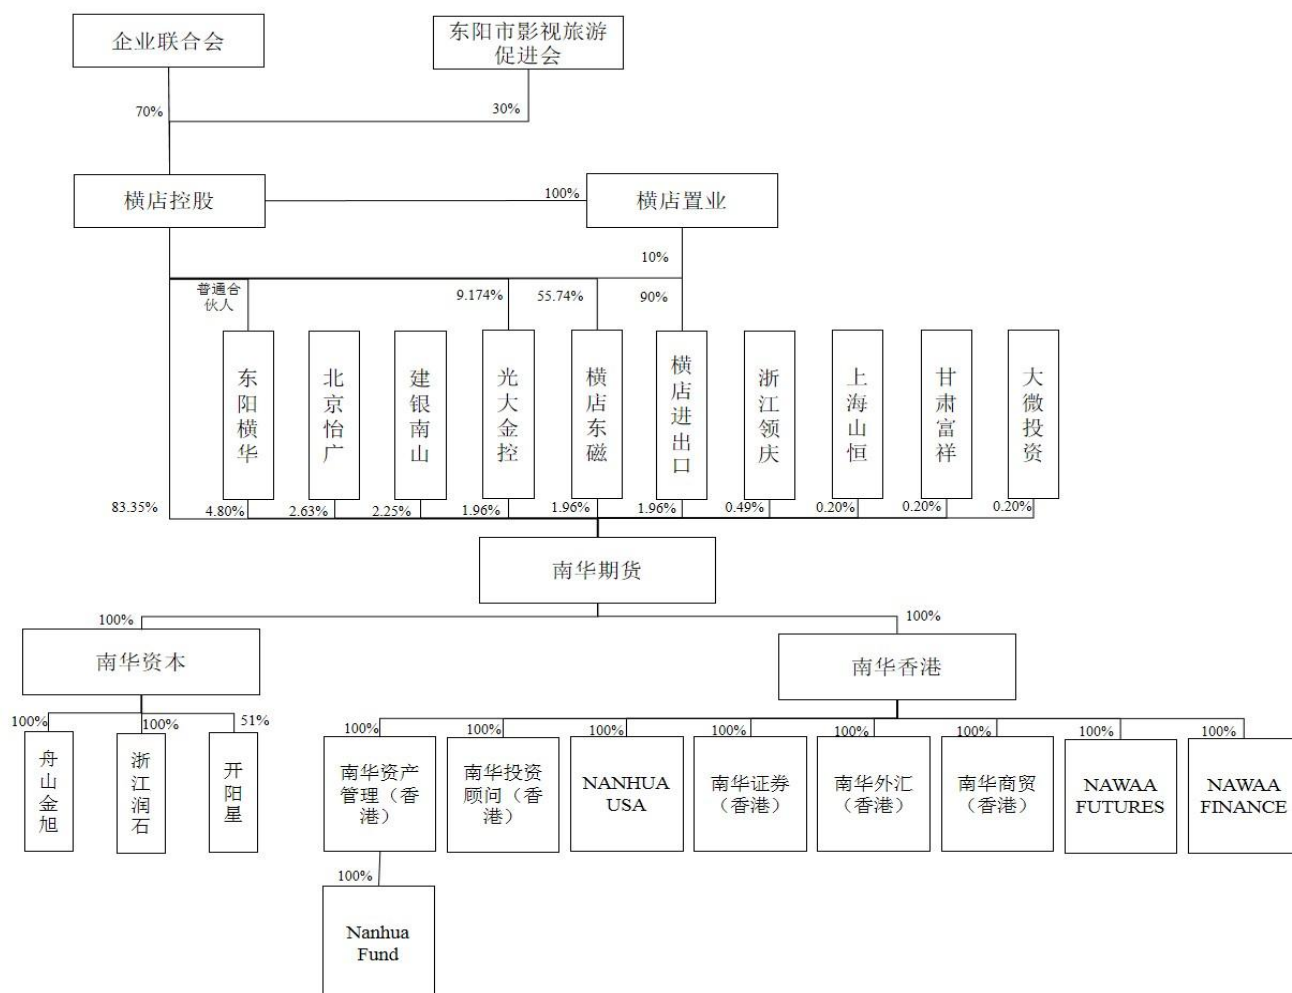 企业联合会
东阳市影视旅游
促进会
70%
30%
横店控股
100%
横店置业
10%
普通合
伙人
9.174%
55.74%
90%
东阳横华
北京怡广
建银南山
光大金控
横店东磁
横店进出口
浙江领庆
上海山恒
甘肃富祥
大微投资
83.35%
4.80%
2.63%
2.25%
1.96%
1.96%
1.96%
0.49%
0.20%
0.20%
0.20%
南华期货
100%
100%
南华资本
南华香港
100%
100%
51%
100%
100%
100%
100%
100%
100%
100%
100%
舟山金旭
浙江润石
开阳星
南华资产
管理（香
港）
南华投资
顾问（香
港）
NANHUA
USA
南华证券
（香港）
南华外汇
（香港）
南华商贸
（香港）
NAWAA
FUTURES
NAWAA
FINANCE
100%
Nanhua
Fund